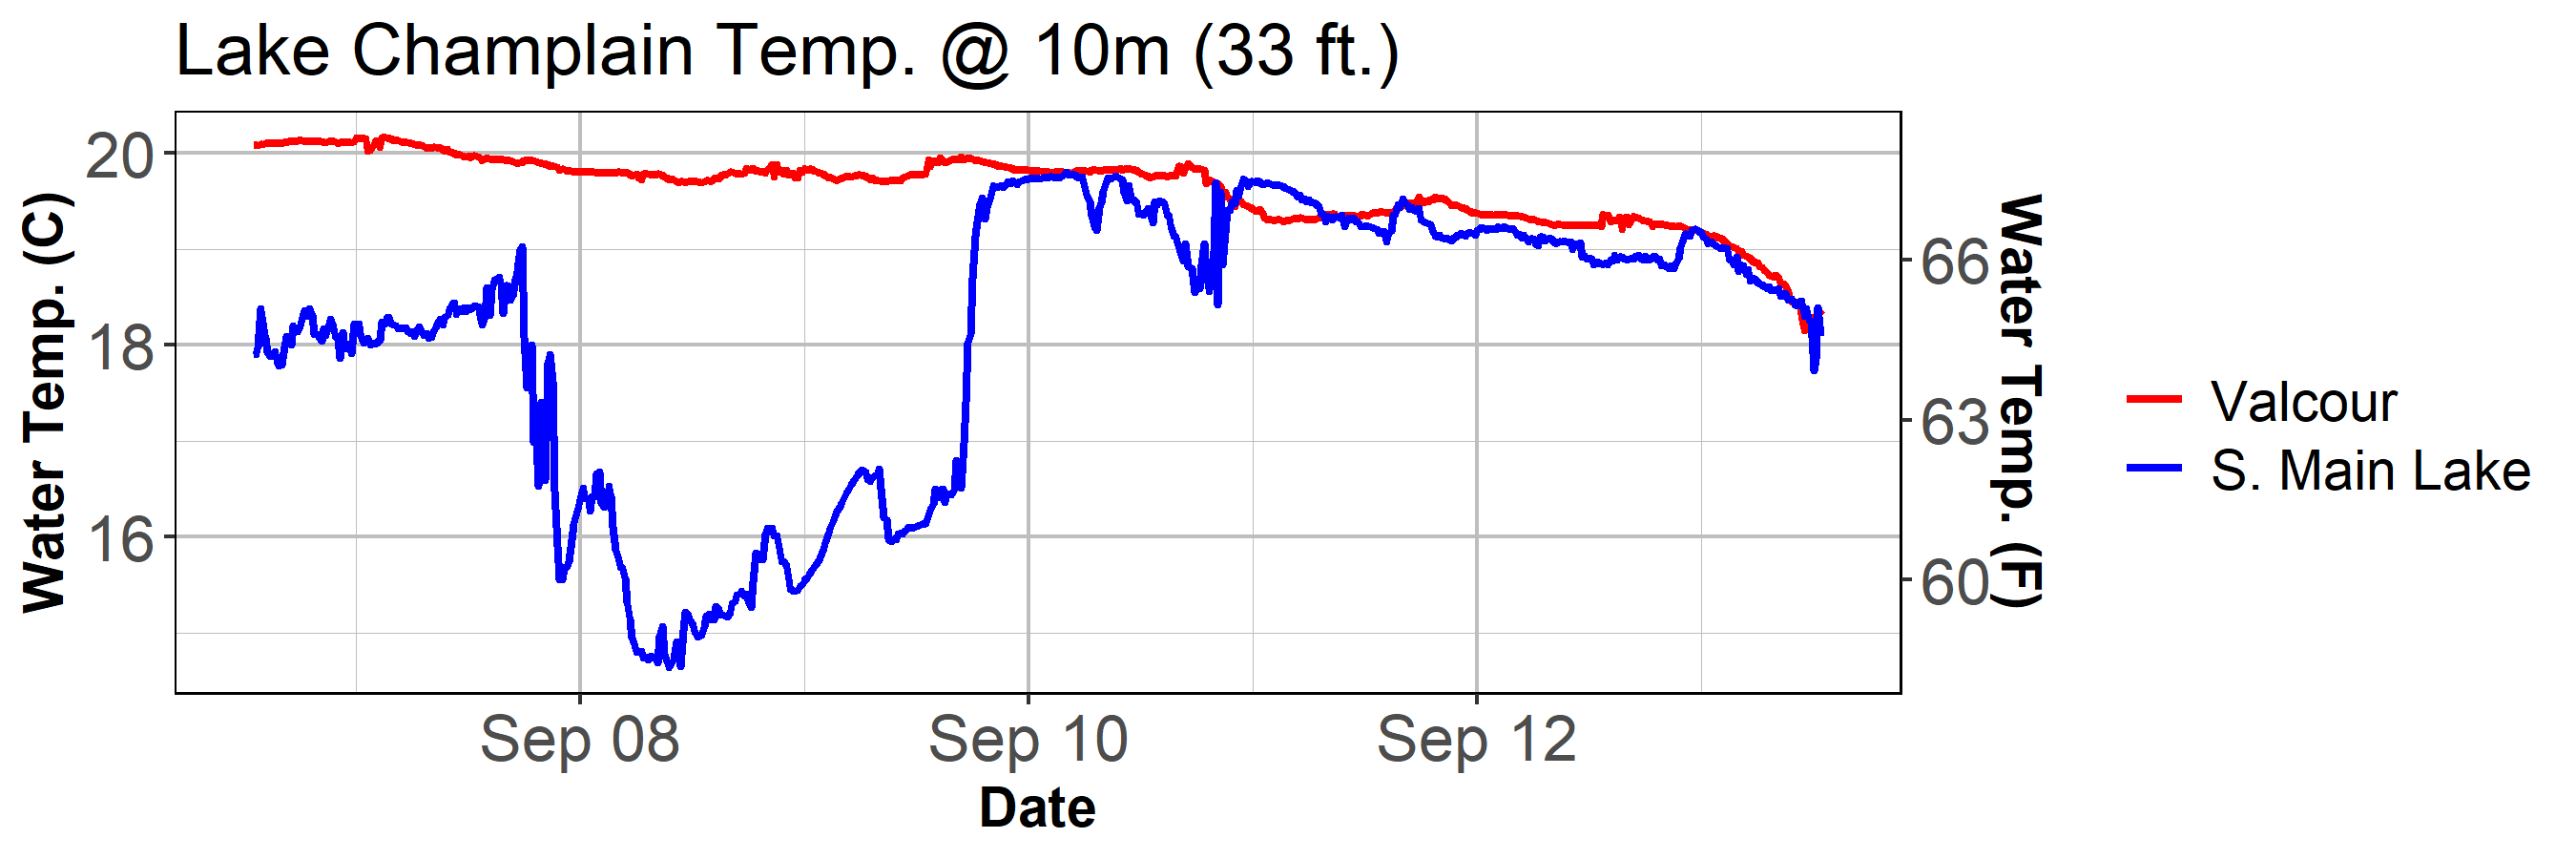 Lake Champlain Temp. @ 10m (33 ft.)
Water Temp. (C)
20
18
16
66
63
60
Water Temp. (F)
Sep 08
Sep 10
Sep 12
Date
Valcour
S. Main Lake